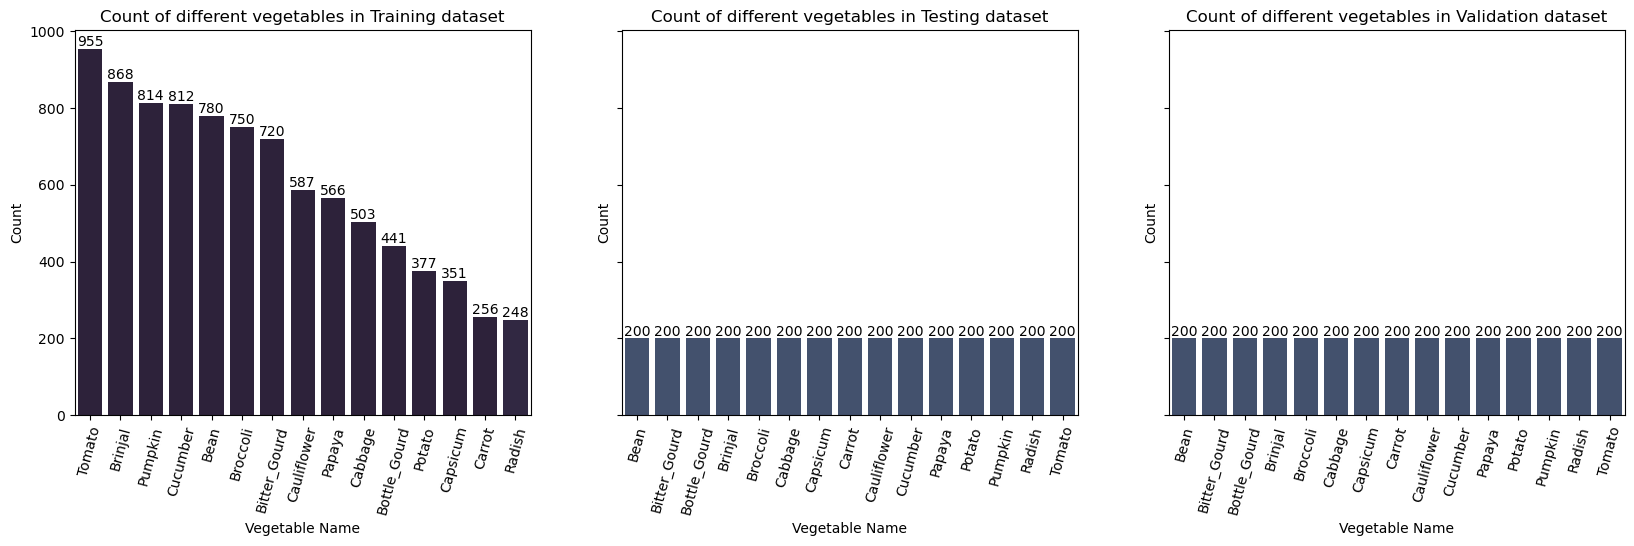 Count of different vegetables in Training dataset
Count
1000
800
600
400
200
0
955
868
814
812
780
750
720
587
566
503
441
377
351
256
248
Tomato
Brinjal
Pumpkin
Cucumber
Bean
Broccoli
Bitter_Gourd
Cauliflower
Papaya
Cabbage
Bottle_Gourd
Potato
Capsicum
Carrot
Radish
Vegetable Name
Count of different vegetables in Testing dataset
Count
200 200 200 200 200 200 200 200 200 200 200 200 200 200 200
Bean
Bitter_Gourd
Bottle_Gourd
Brinjal
Broccoli
Cabbage
Capsicum
Carrot
Cauliflower
Cucumber
Papaya
Potato
Pumpkin
Radish
Tomato
Vegetable Name
Count of different vegetables in Validation dataset
Count
200 200 200 200 200 200 200 200 200 200 200 200 200 200 200
Bean
Bitter_Gourd
Bottle_Gourd
Brinjal
Broccoli
Cabbage
Capsicum
Carrot
Cauliflower
Cucumber
Papaya
Potato
Pumpkin
Radish
Tomato
Vegetable Name